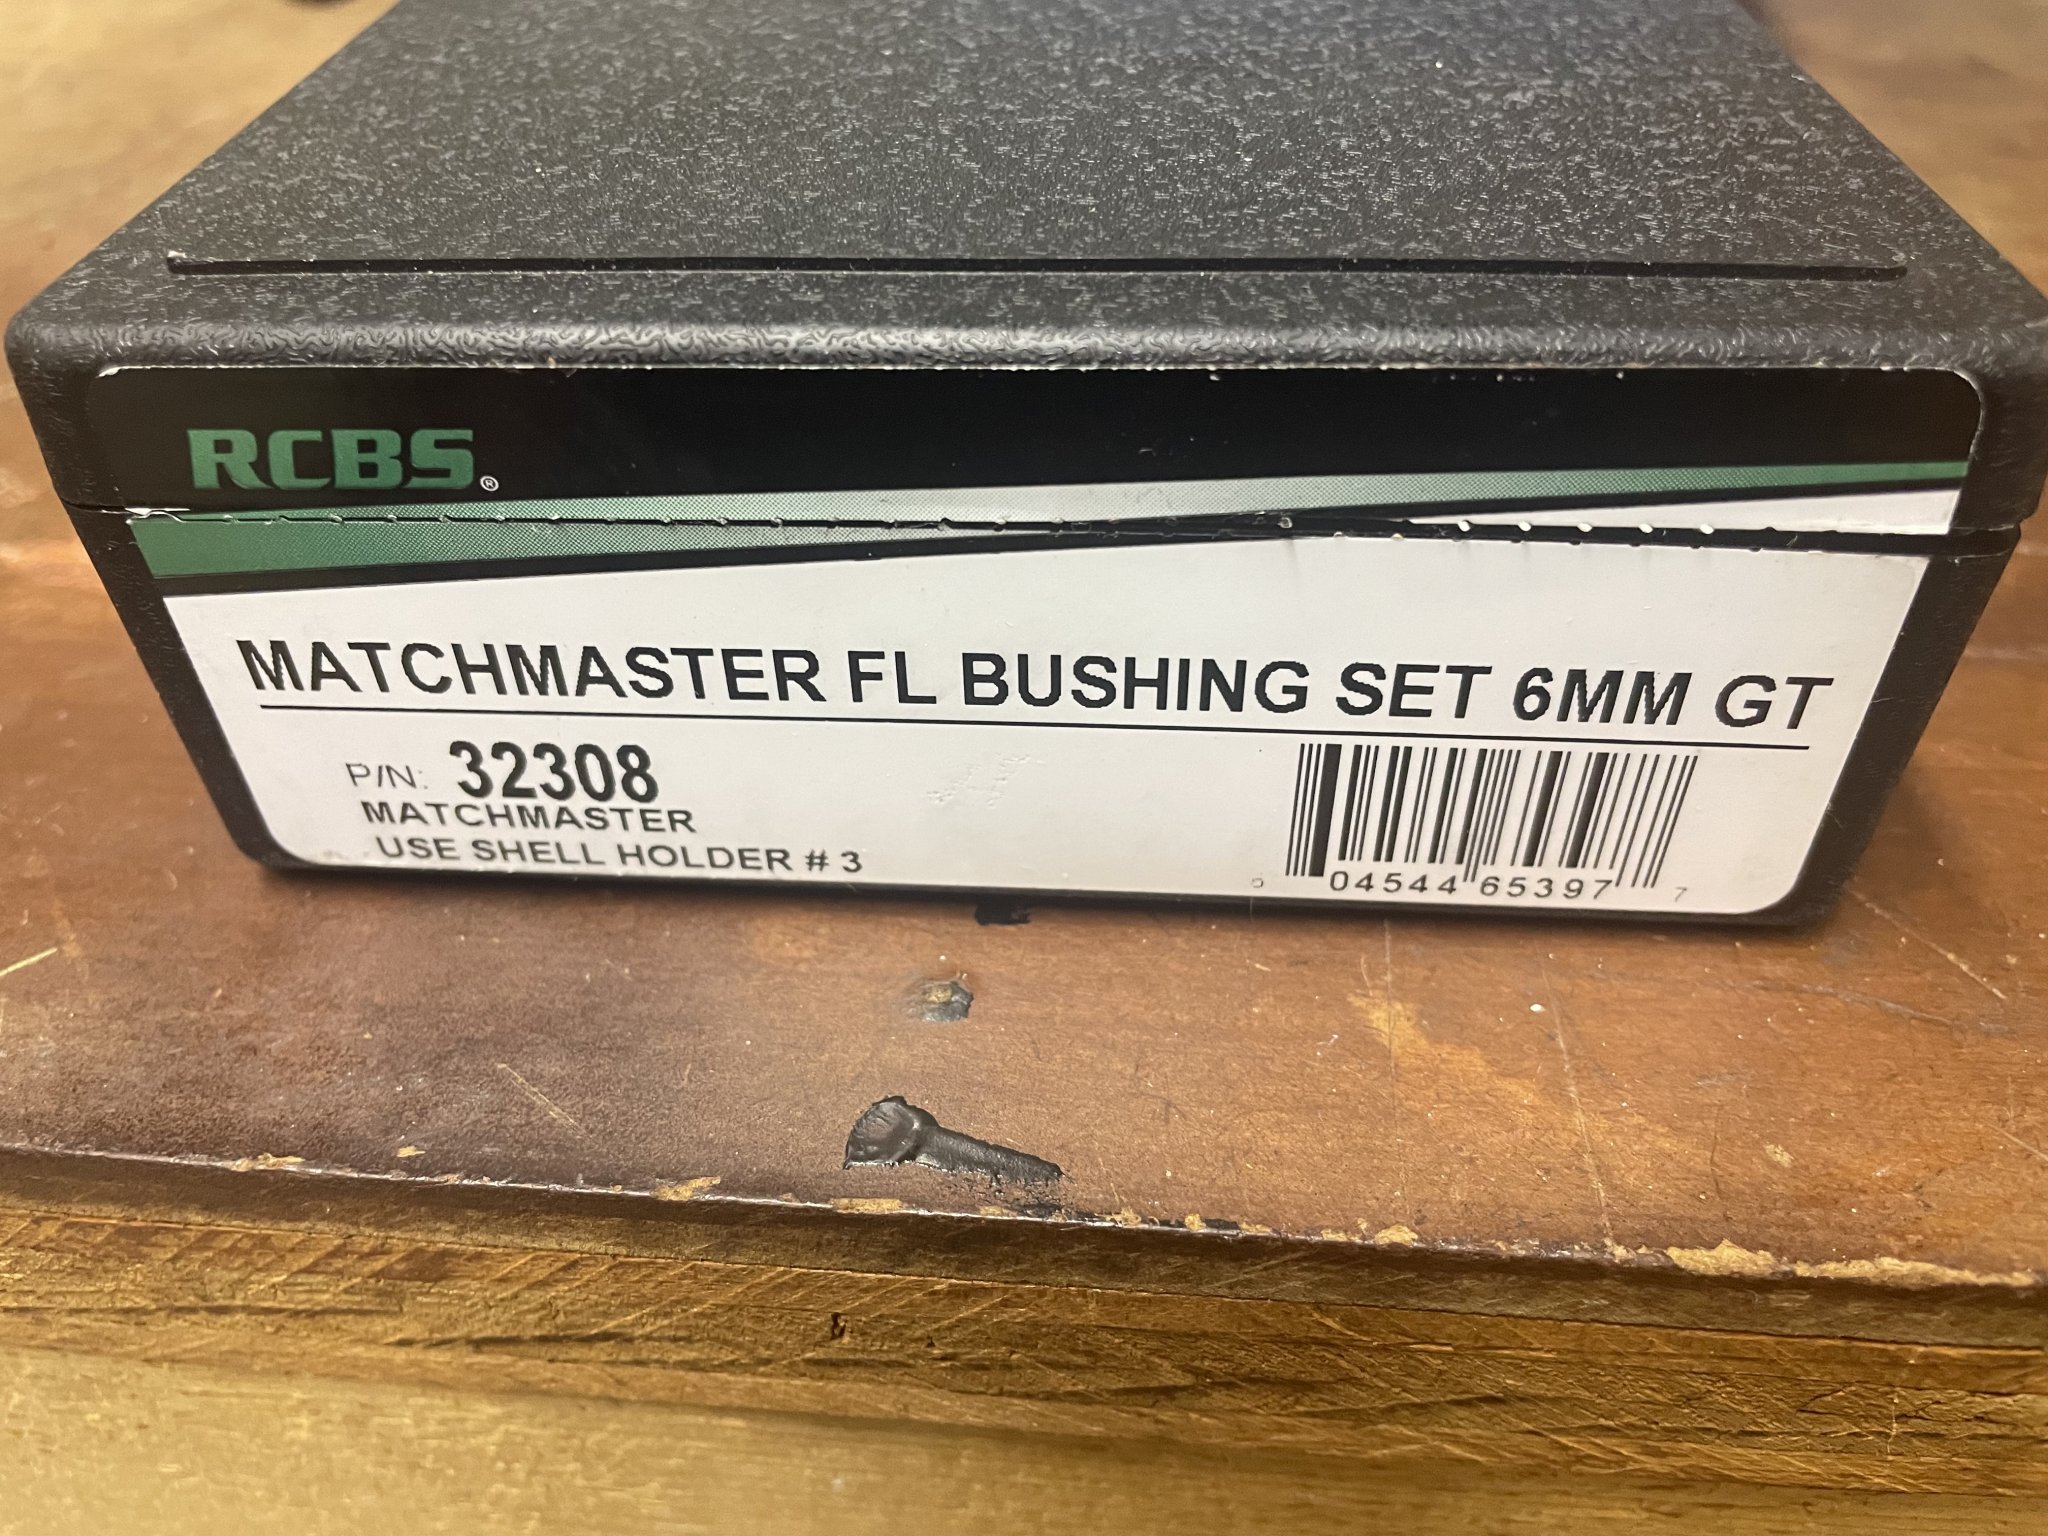 RCBS®
MATCHMASTER FL BUSHING SET 6MM GT
P/N: 32308
MATCHMASTER
USE SHELL HOLDER # 3
0 04544 65397 7